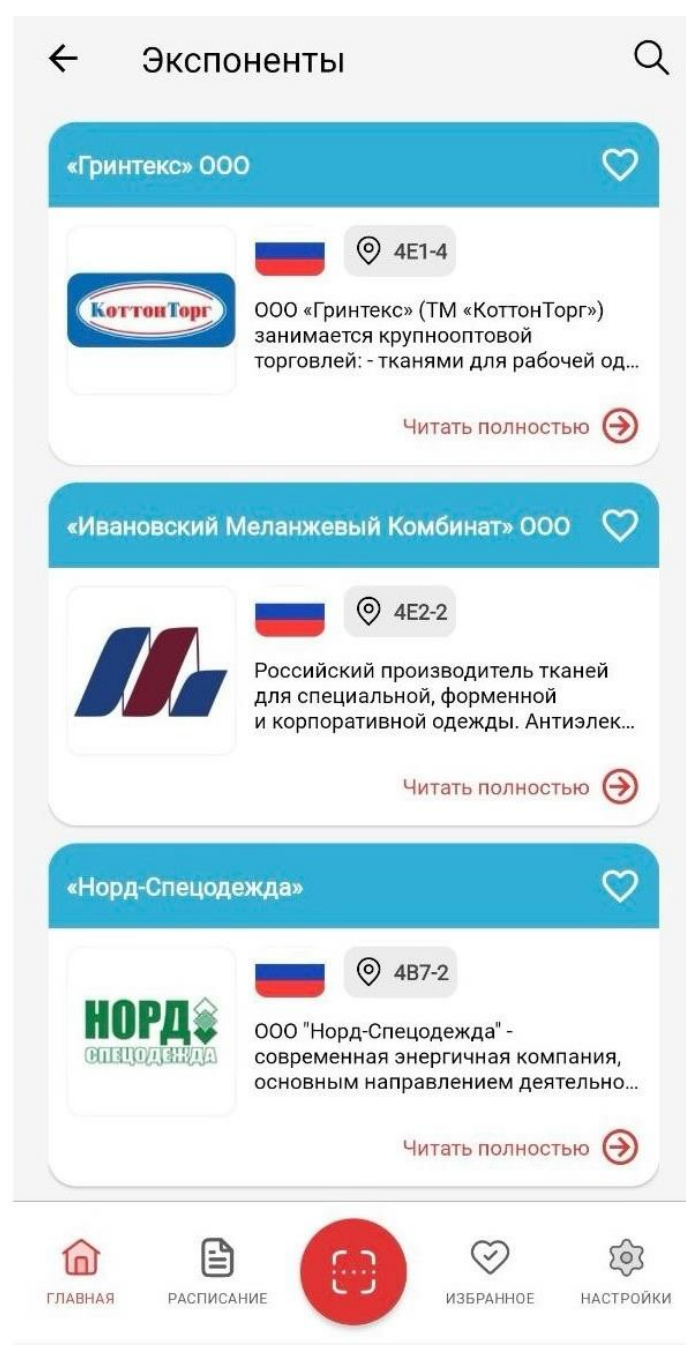 Экспоненты
«Гринтекс» ООО
4E1-4
КоттонТорг
ООО «Гринтекс» (ТМ «КоттонТорг»)
занимается крупнооптовой
торговлей: - тканями для рабочей од...
Читать полностью
«Ивановский Меланжевый Комбинат» ООО
4E2-2
Российский производитель тканей
для специальной, форменной
и корпоративной одежды. Антиэлек...
Читать полностью
«Норд-Спецодежда»
4B7-2
НОРД
СПЕЦОДЕЖДА
ООО "Норд-Спецодежда" -
современная энергичная компания,
основным направлением деятельно...
Читать полностью
ГЛАВНАЯ
РАСПИСАНИЕ
ИЗБРАННОЕ
НАСТРОЙКИ